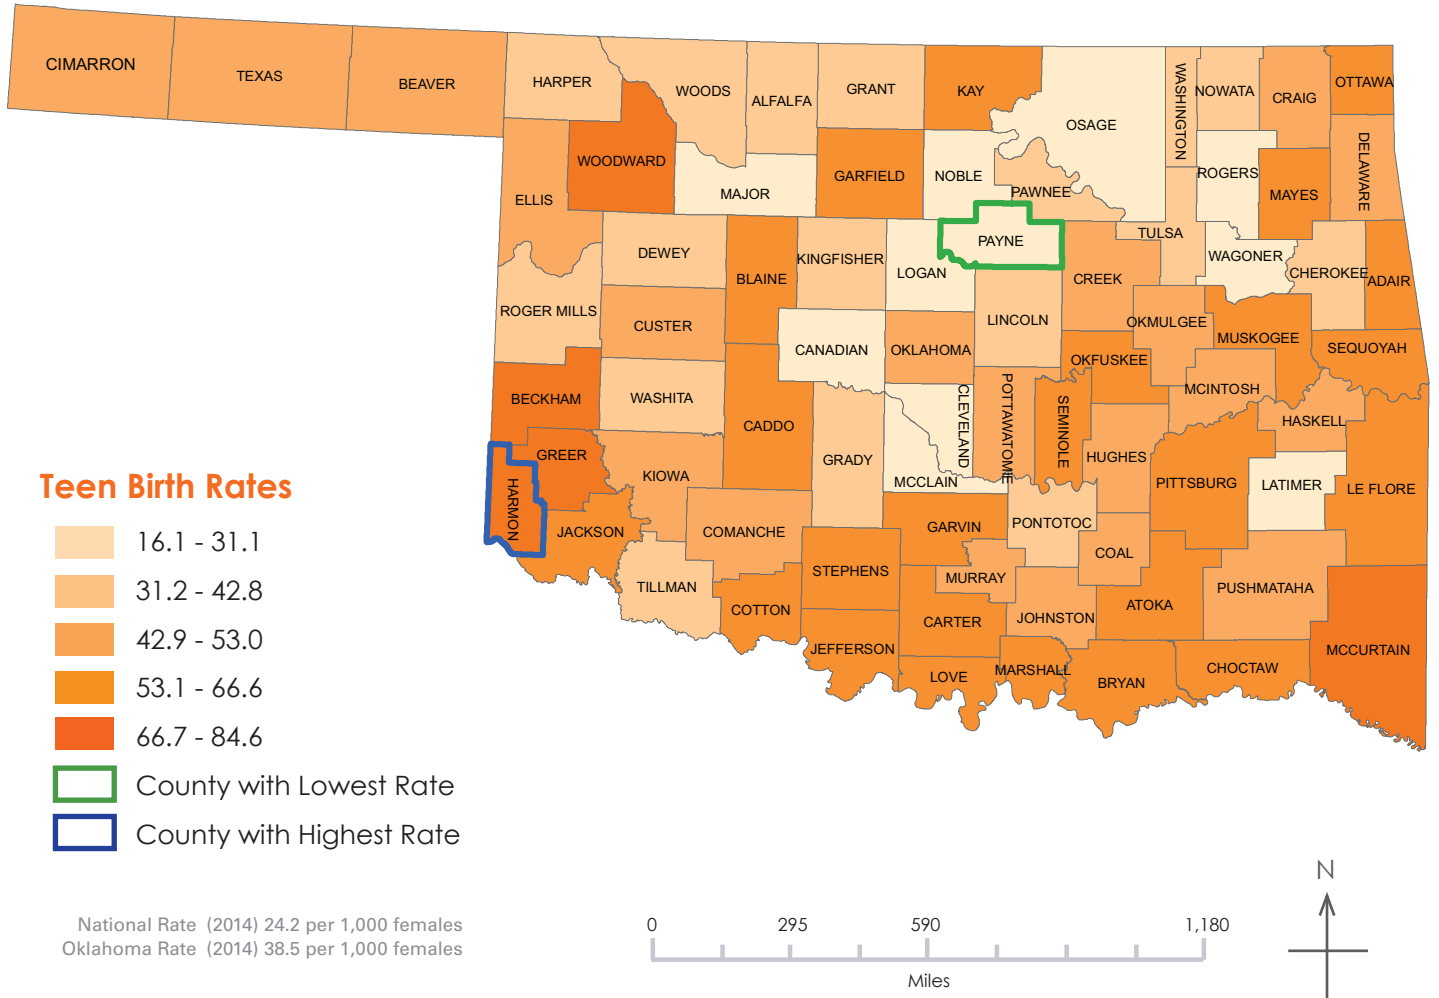 CIMARRON
TEXAS
BEAVER
HARPER
WOODS
ALFALFA
GRANT
KAY
OSAGE
WASHINGTON
NOWATA
CRAIG
OTTAWA
WOODWARD
ELLIS
MAJOR
GARFIELD
NOBLE
PAWNEE
ROGERS
MAYES
DELAWARE
DEWEY
BLAINE
KINGFISHER
LOGAN
PAYNE
TULSA
CREEK
WAGONER
CHEROKEE
ADAIR
ROGER MILLS
CUSTER
CANADIAN
OKLAHOMA
LINCOLN
OKMULGEE
MUSKOGEE
SEQUOYAH
OKFUSKEE
MCINTOSH
BECKHAM
WASHITA
CADDO
GRADY
CLEVELAND
MCCLAIN
POTTAWATOMIE
SEMINOLE
HUGHES
HASKELL
PITTSBURG
LATIMER
LE FLORE
GREER
HARMON
KIOWA
JACKSON
COMANCHE
TILLMAN
COTTON
STEPHENS
GARVIN
PONTOTOC
COAL
MURRAY
JOHNSTON
ATOKA
PUSHMATAHA
MCCURTAIN
CARTER
JEFFERSON
LOVE
MARSHALL
BRYAN
CHOCTAW
Teen Birth Rates
16.1 - 31.1
31.2 - 42.8
42.9 - 53.0
53.1 - 66.6
66.7 - 84.6
County with Lowest Rate
County with Highest Rate
National Rate (2014) 24.2 per 1,000 females
Oklahoma Rate (2014) 38.5 per 1,000 females
0 295 590 1,180
Miles
N